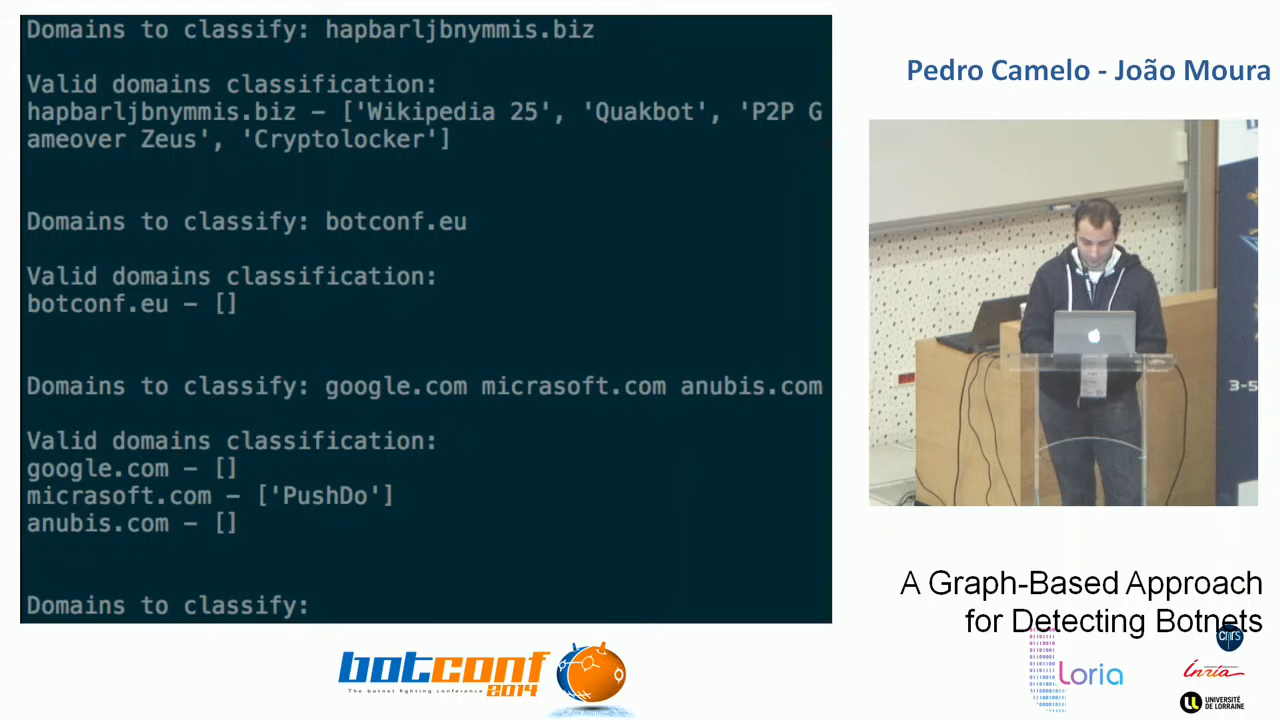 Domains to classify: hapbarljbnymmis.biz
Valid domains classification:
hapbarljbnymmis.biz – ['Wikipedia 25', 'Quakbot', 'P2P G
ameover Zeus', 'Cryptolocker']
Domains to classify: botconf.eu
Valid domains classification:
botconf.eu – []
Domains to classify: google.com micrasoft.com anubis.com
Valid domains classification:
google.com – []
micrasoft.com – ['PushDo']
anubis.com – []
Domains to classify:
Pedro Camelo - João Moura
3-5
A Graph-Based Approach
for Detecting Botnets
botconf
The botnet fighting conference 2014
Loria
cnrs
inria
UNIVERSITÉ
DE LORRAINE